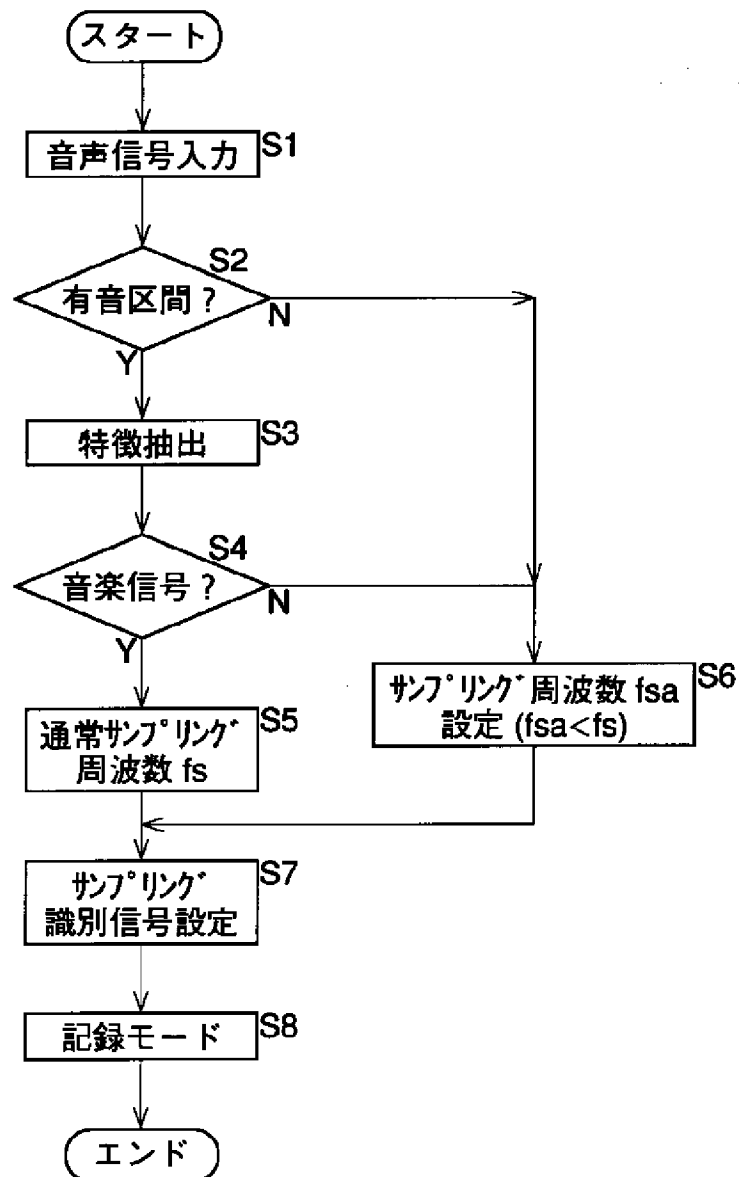 スタート
音声信号入力
S1
有音区間？
S2
N
Y
特徴抽出
S3
音楽信号？
S4
N
Y
通常ｻﾝﾌﾟﾘﾝｸﾞ
周波数 fs
S5
ｻﾝﾌﾟﾘﾝｸﾞ周波数 fsa
設定 (fsa<fs)
S6
ｻﾝﾌﾟﾘﾝｸﾞ
識別信号設定
S7
記録モード
S8
エンド